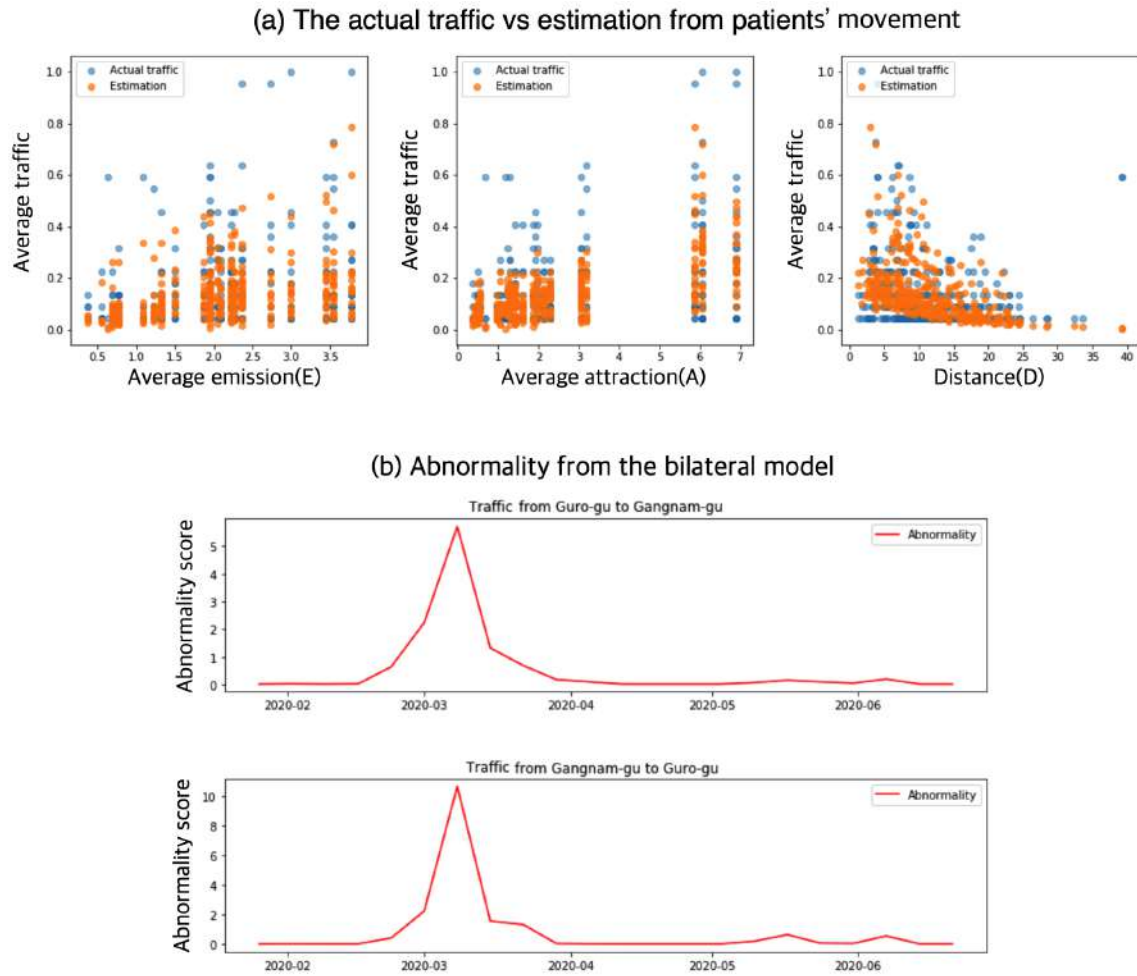 (a) The actual traffic vs estimation from patients' movement
Actual traffic
Estimation
Average traffic
1.0
0.8
0.6
0.4
0.2
0.0
0.5 1.0 1.5 2.0 2.5 3.0 3.5
Average emission(E)
Actual traffic
Estimation
Average traffic
1.0
0.8
0.6
0.4
0.2
0.0
0 1 2 3 4 5 6 7
Average attraction(A)
Actual traffic
Estimation
Average traffic
1.0
0.8
0.6
0.4
0.2
0.0
0 5 10 15 20 25 30 35 40
Distance(D)
(b) Abnormality from the bilateral model
Traffic from Guro-gu to Gangnam-gu
Abnormality
Abnormality score
5
4
3
2
1
0
2020-02 2020-03 2020-04 2020-05 2020-06
Traffic from Gangnam-gu to Guro-gu
Abnormality
Abnormality score
10
8
6
4
2
0
2020-02 2020-03 2020-04 2020-05 2020-06